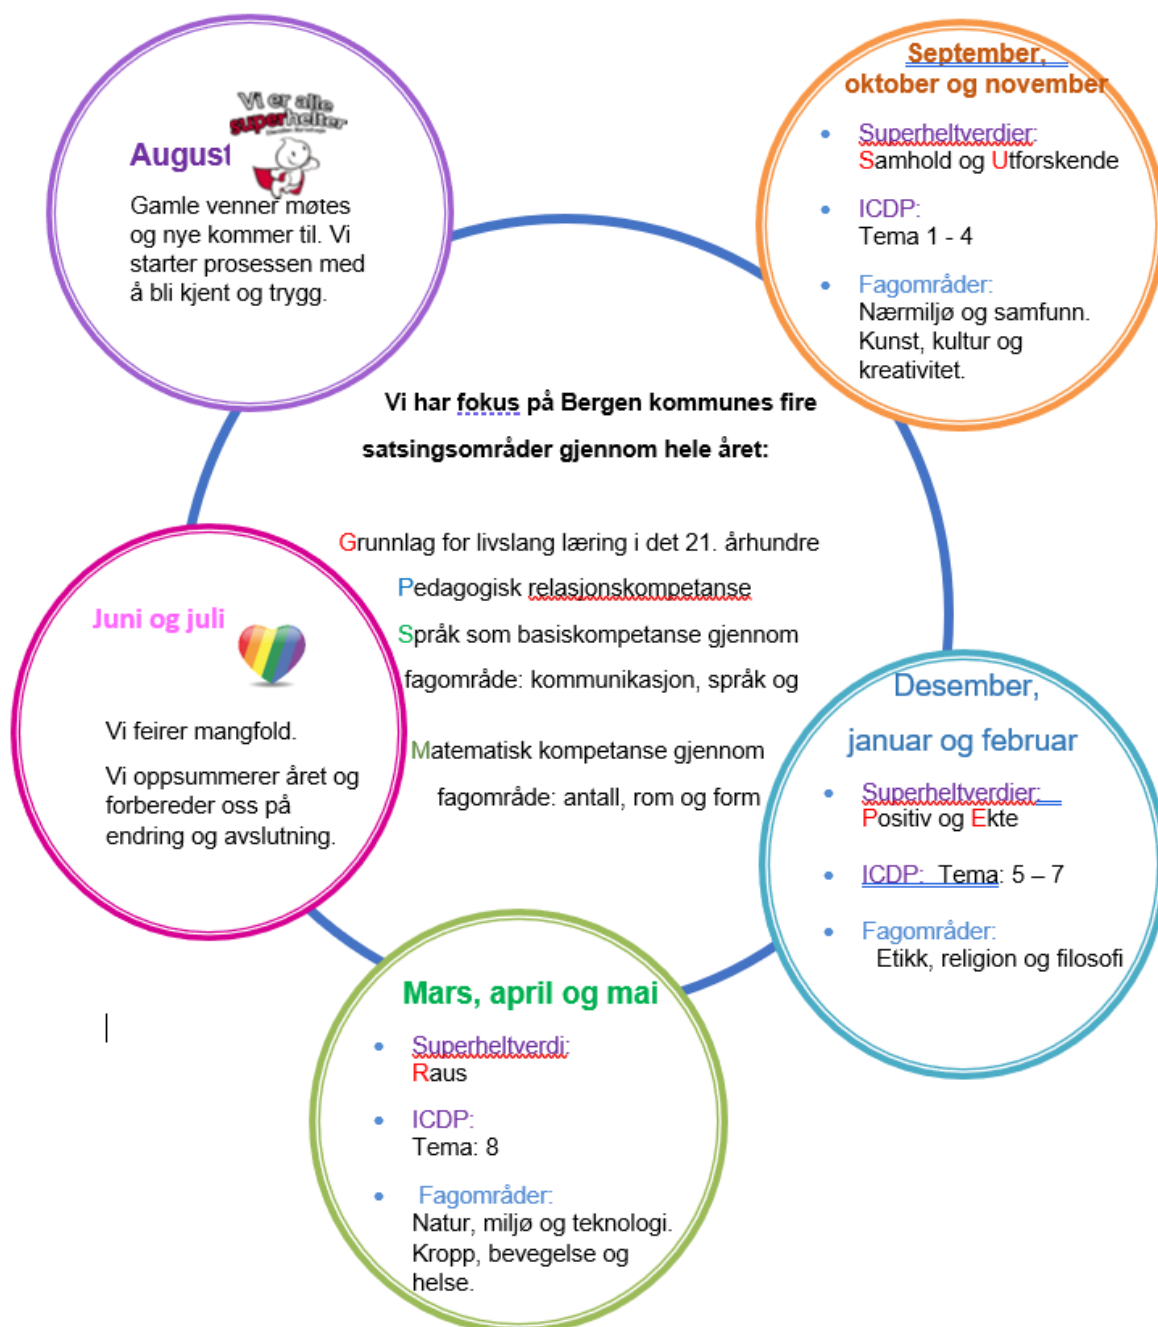 Vi er alle
superhelter
August
Gamle venner møtes
og nye kommer til. Vi
starter prosessen med
å bli kjent og trygg.
September,
oktober og november
Superheltverdier:
Samhold og Utforskende
ICDP:
Tema 1 - 4
Fagområder:
Nærmiljø og samfunn.
Kunst, kultur og
kreativitet.
Vi har fokus på Bergen kommunes fire
satsingsområder gjennom hele året:
Grunnlag for livslang læring i det 21. århundre
Pedagogisk relasjonskompetanse
Språk som basiskompetanse gjennom
fagområde: kommunikasjon, språk og
Matematisk kompetanse gjennom
fagområde: antall, rom og form
Juni og juli
Vi feirer mangfold.
Vi oppsummerer året og
forbereder oss på
endring og avslutning.
Desember,
januar og februar
Superheltverdier:
Positiv og Ekte
ICDP:  Tema: 5 – 7
Fagområder:
Etikk, religion og filosofi
Mars, april og mai
Superheltverdi:
Raus
ICDP:
Tema: 8
Fagområder:
Natur, miljø og teknologi.
Kropp, bevegelse og
helse.